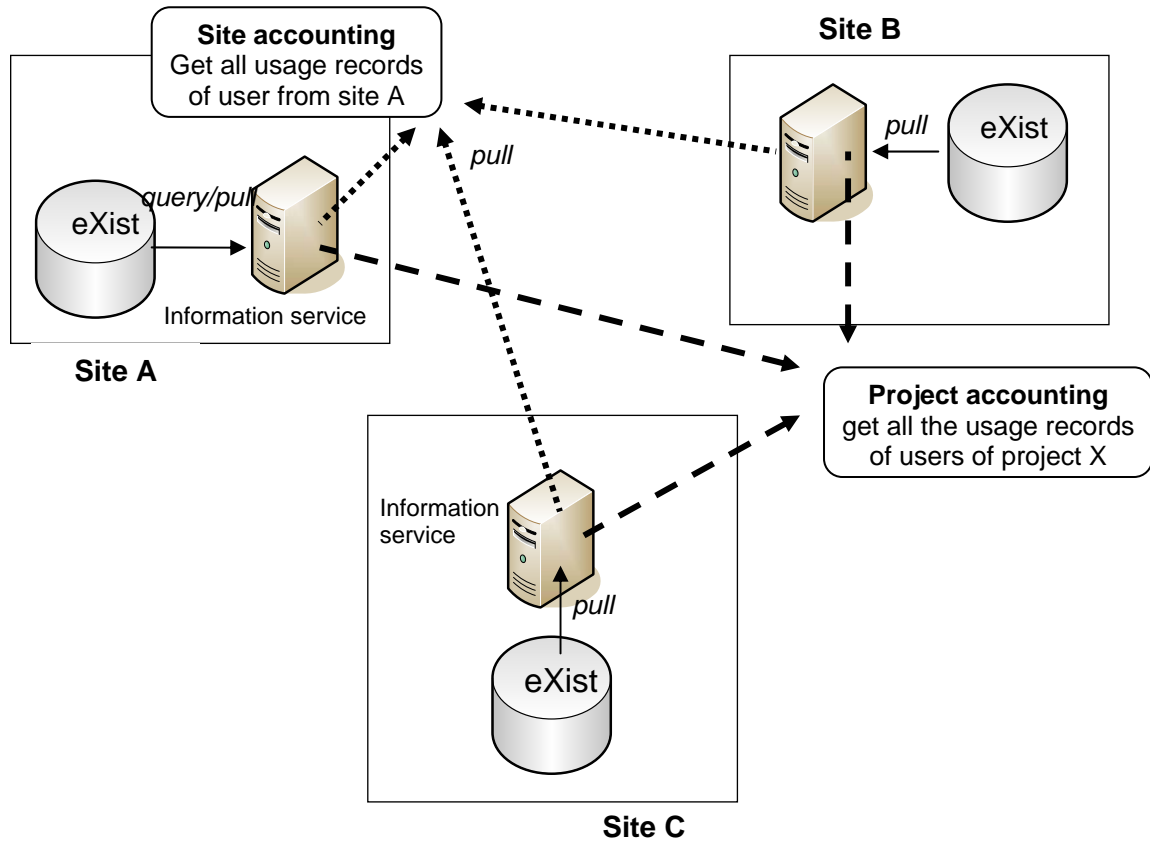 Site accounting
Get all usage records
of user from site A
Site B
pull
eXist
pull
query/pull
eXist
Information service
Site A
Project accounting
get all the usage records
of users of project X
Information
service
pull
eXist
Site C